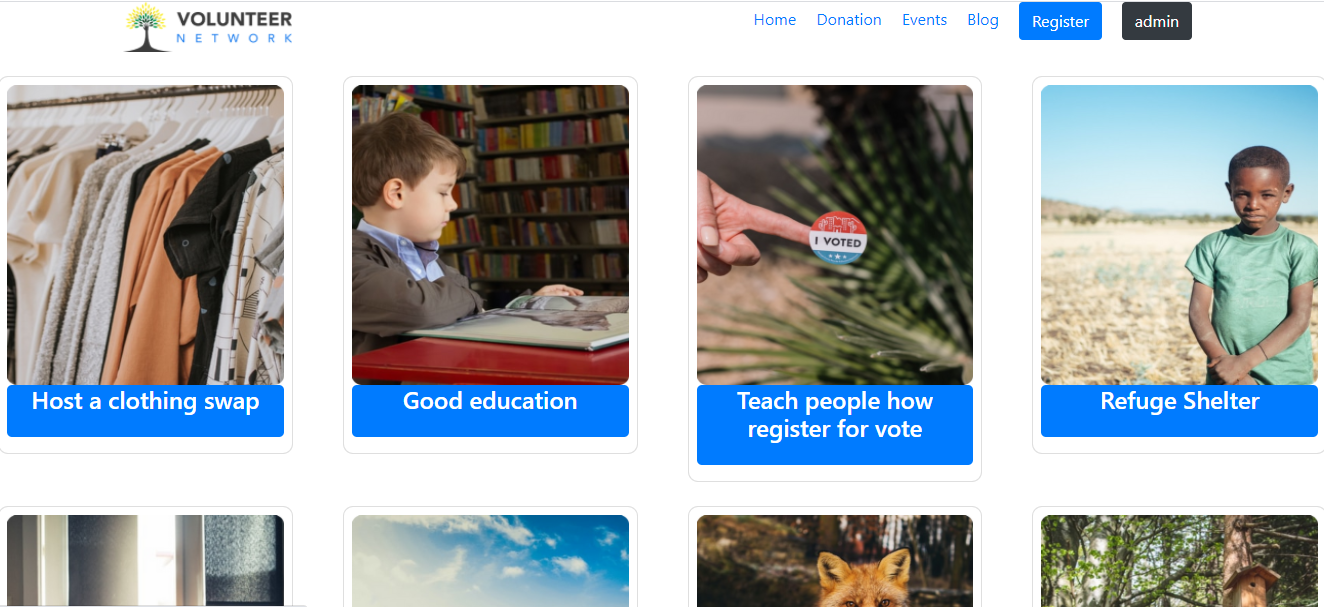 VOLUNTEER
NETWORK
Home Donation Events Blog Register admin
I VOTED
Host a clothing swap
Good education
Teach people how
register for vote
Refuge Shelter